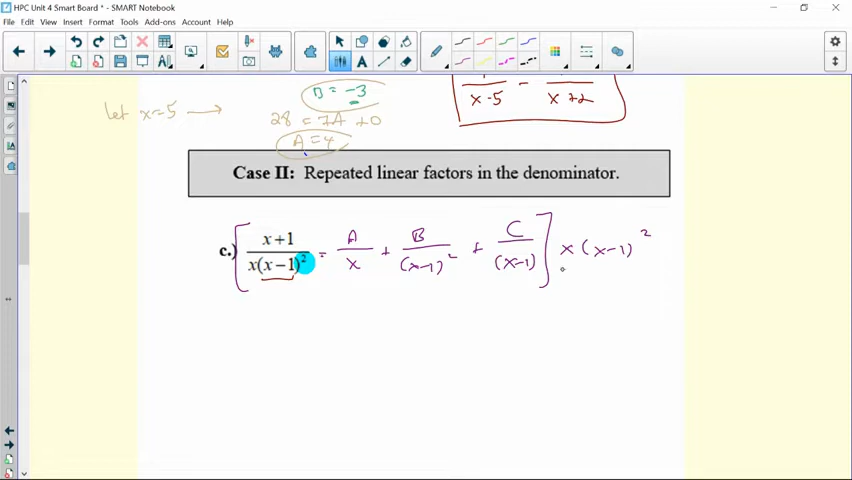 HPC Unit 4 Smart Board * - SMART Notebook
File Edit View Insert Format Tools Add-ons Account Help
B = -3
let x=5 → 28 = 7A +0
A = 4
x-5 - x+2
Case II: Repeated linear factors in the denominator.
c.) [ x+1 / x(x-1)² = A/x + B/(x-1)² + C/(x-1) ] x(x-1)²